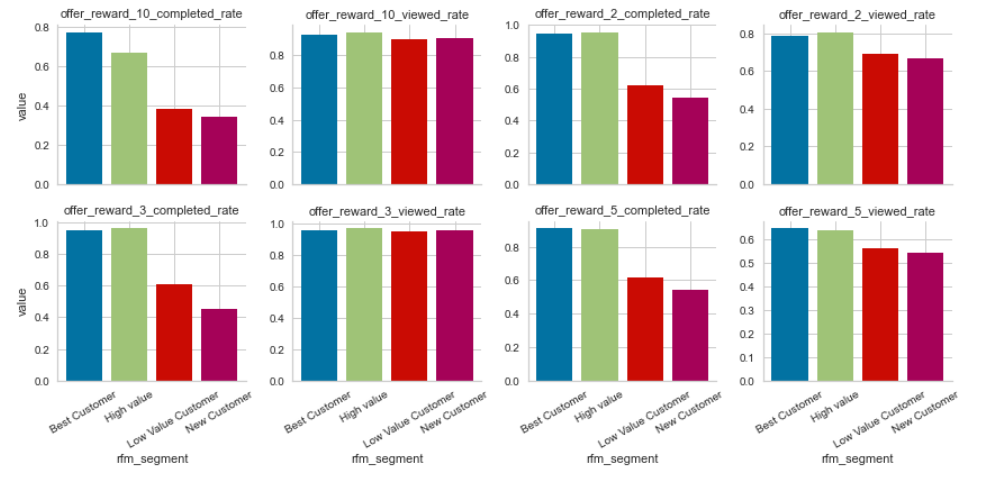 offer_reward_10_completed_rate
offer_reward_10_viewed_rate
offer_reward_2_completed_rate
offer_reward_2_viewed_rate
value
0.8
0.6
0.4
0.2
0.0
0.8
0.6
0.4
0.2
0.0
1.0
0.8
0.6
0.4
0.2
0.0
0.8
0.6
0.4
0.2
0.0
offer_reward_3_completed_rate
offer_reward_3_viewed_rate
offer_reward_5_completed_rate
offer_reward_5_viewed_rate
value
1.0
0.8
0.6
0.4
0.2
0.0
1.0
0.8
0.6
0.4
0.2
0.0
0.8
0.6
0.4
0.2
0.0
0.6
0.5
0.4
0.3
0.2
0.1
0.0
Best Customer
High value
Low Value Customer
New Customer
Best Customer
High value
Low Value Customer
New Customer
Best Customer
High value
Low Value Customer
New Customer
Best Customer
High value
Low Value Customer
New Customer
rfm_segment
rfm_segment
rfm_segment
rfm_segment